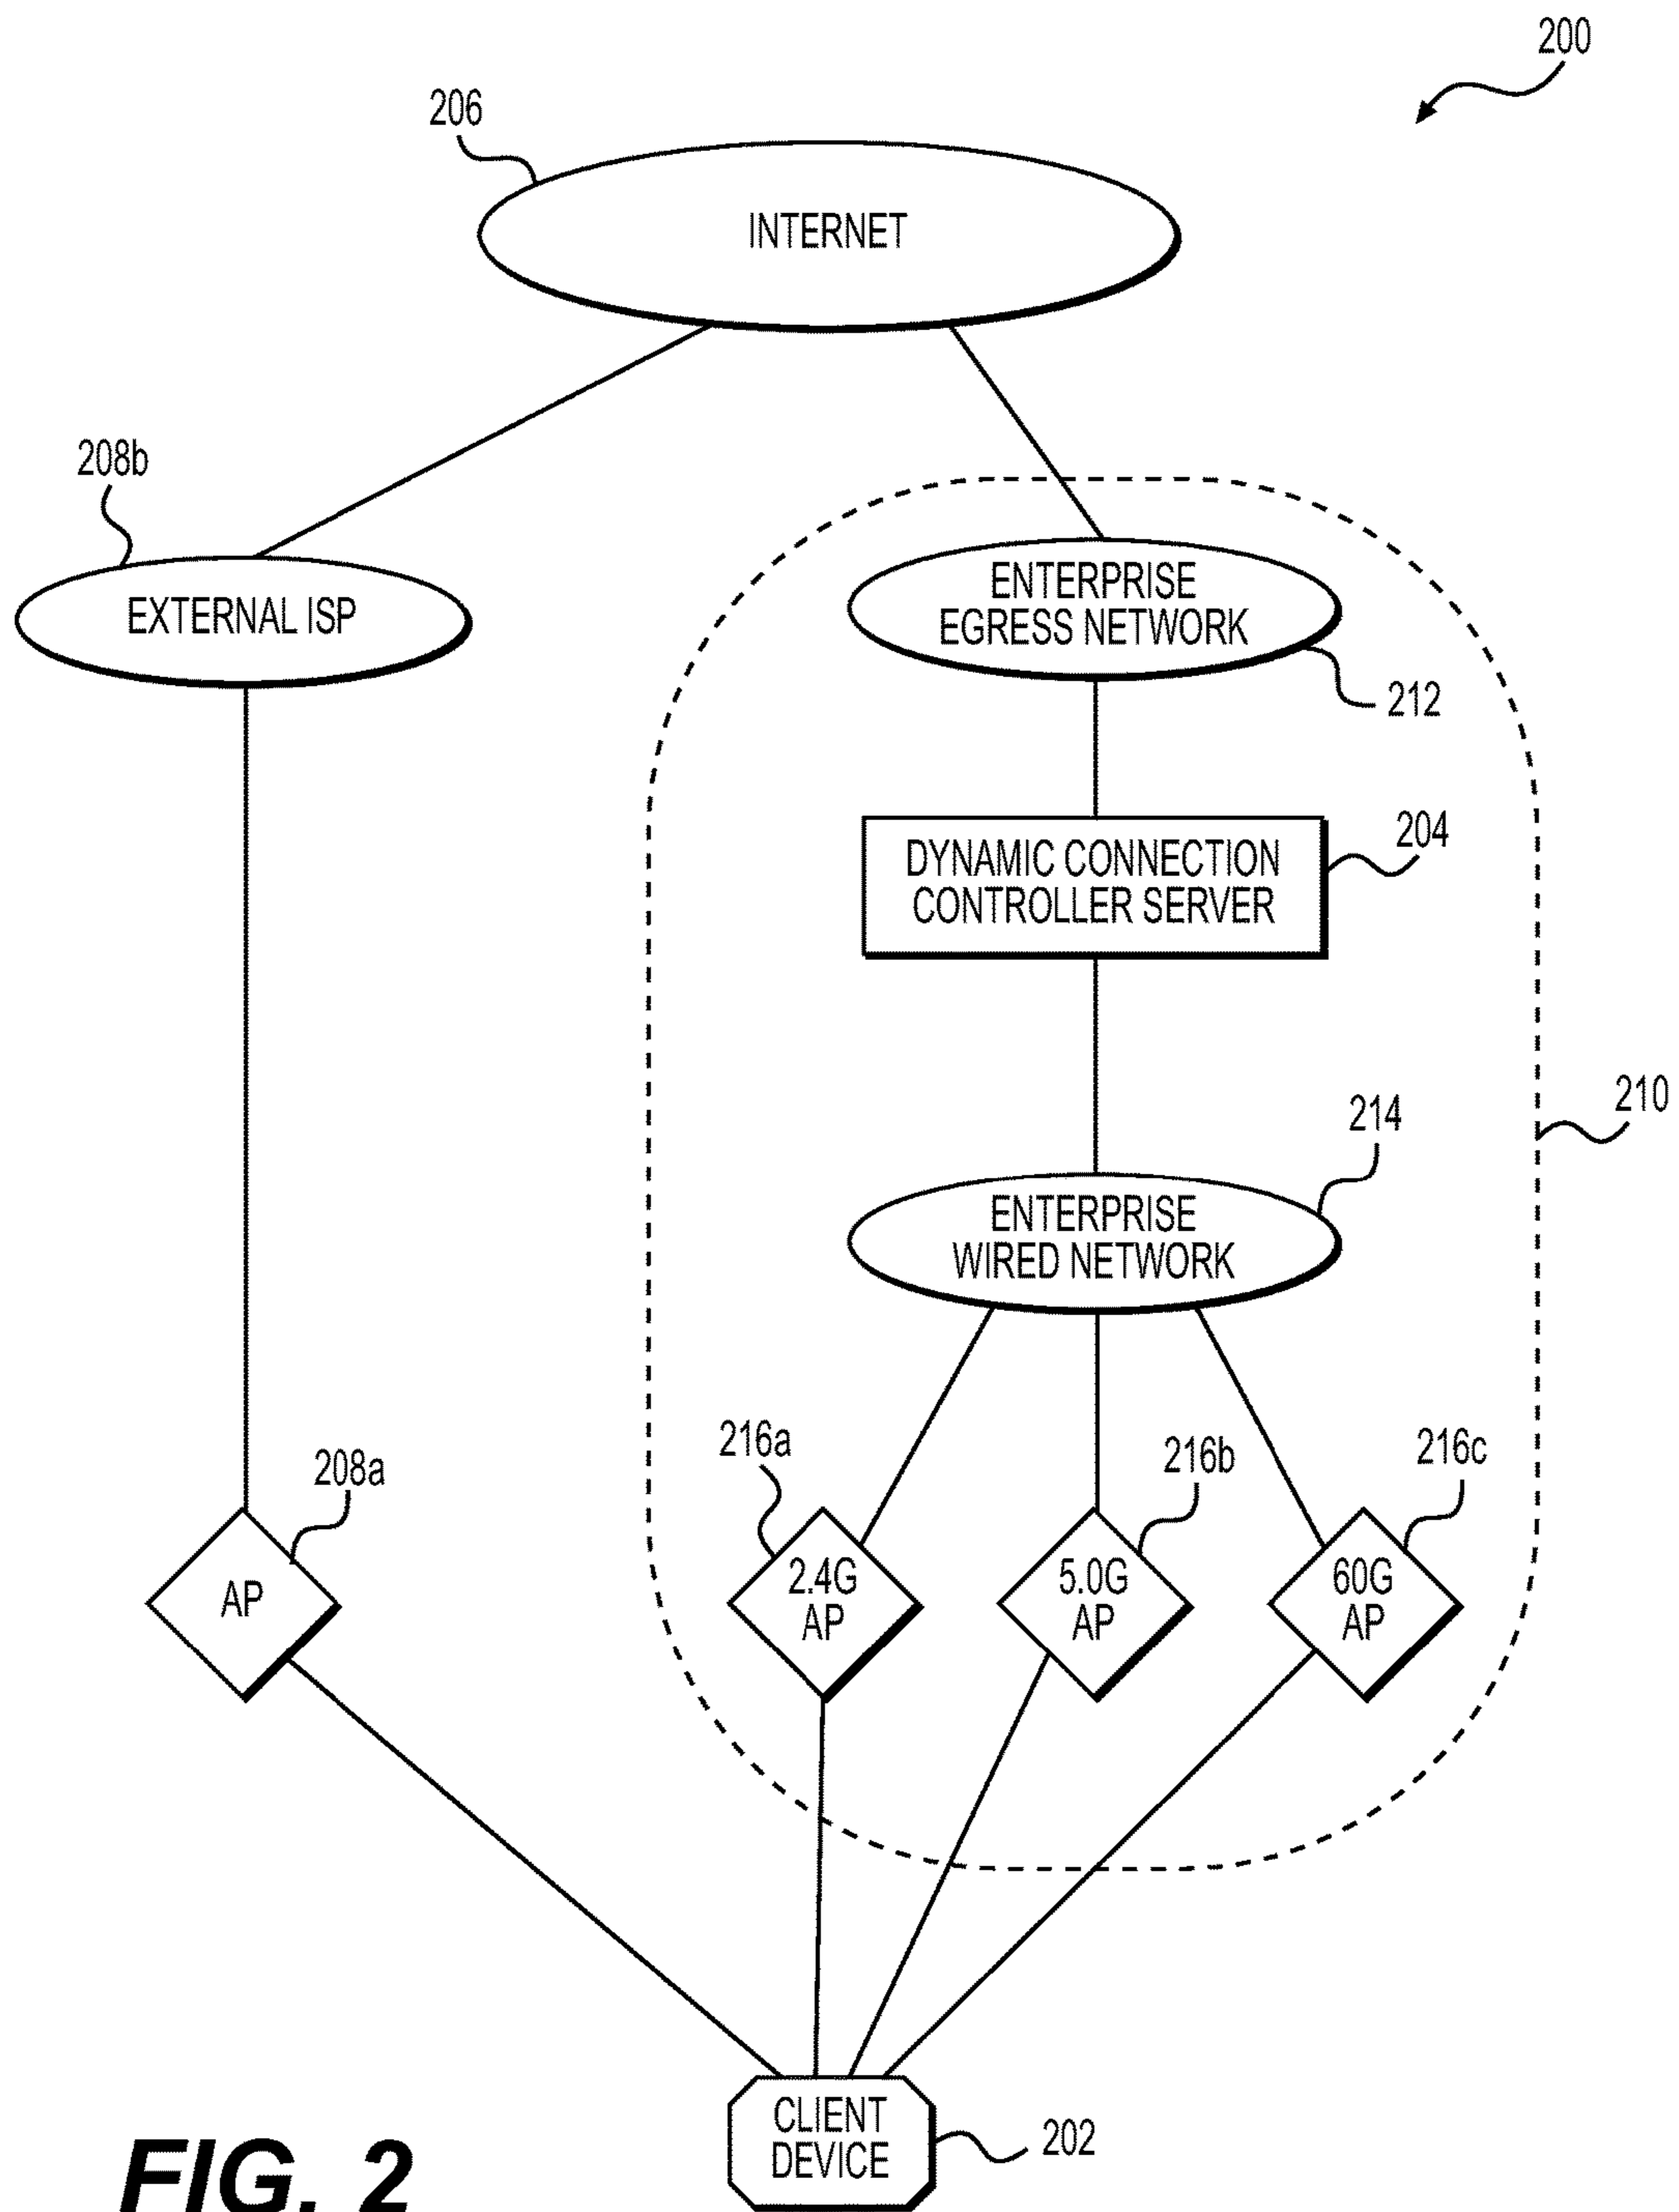 200
206
INTERNET
208b
EXTERNAL ISP
ENTERPRISE
EGRESS NETWORK
212
DYNAMIC CONNECTION
CONTROLLER SERVER
204
210
214
ENTERPRISE
WIRED NETWORK
208a
216a
216b
216c
AP
2.4G
AP
5.0G
AP
60G
AP
CLIENT
DEVICE
202
FIG. 2